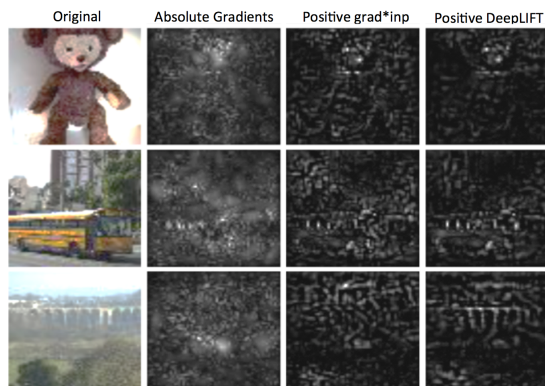 Original
Absolute Gradients
Positive grad*inp
Positive DeepLIFT